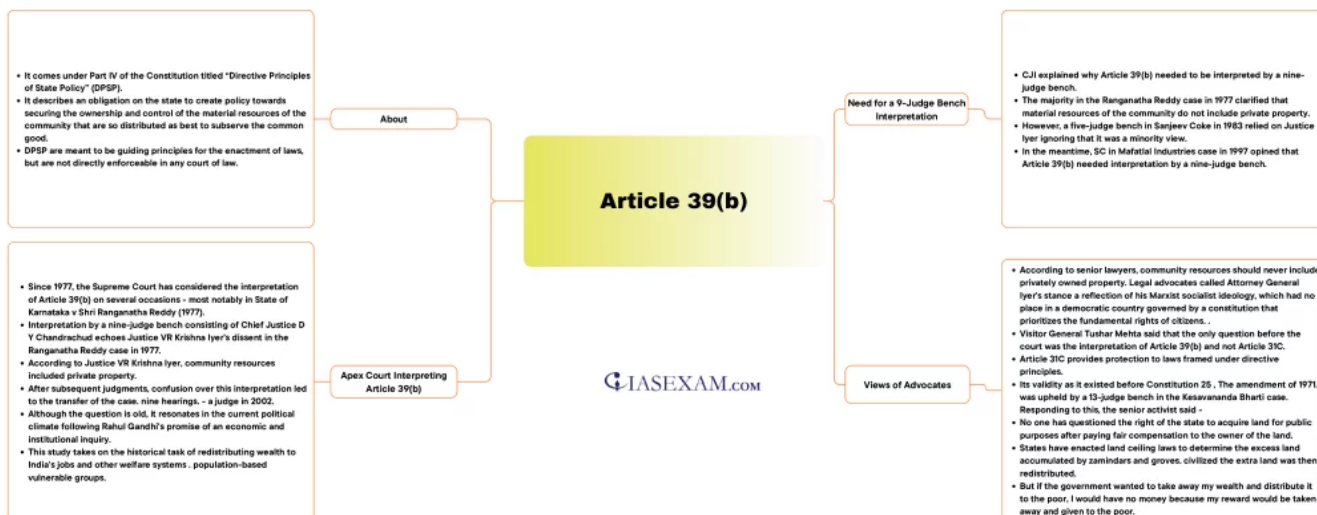 • It comes under Part IV of the Constitution titled “Directive Principles
of State Policy” (DPSP).
• It describes an obligation on the state to create policy towards
securing the ownership and control of the material resources of the
community that are so distributed as best to subserve the common
good.
• DPSP are meant to be guiding principles for the enactment of laws,
but are not directly enforceable in any court of law.
About
• Since 1977, the Supreme Court has considered the interpretation
of Article 39(b) on several occasions - most notably in State of
Karnataka v Shri Ranganatha Reddy (1977).
• Interpretation by a nine-judge bench consisting of Chief Justice D
Y Chandrachud echoes Justice VR Krishna Iyer's dissent in the
Ranganatha Reddy case in 1977.
• According to Justice VR Krishna Iyer, community resources
included private property.
• After subsequent judgments, confusion over this interpretation led
to the transfer of the case. nine hearings. - a judge in 2002.
• Although the question is old, it resonates in the current political
climate following Rahul Gandhi's promise of an economic and
institutional inquiry.
• This study takes on the historical task of redistributing wealth to
India's jobs and other welfare systems . population-based
vulnerable groups.
Apex Court Interpreting
Article 39(b)
Article 39(b)
IASEXAM.COM
Need for a 9-Judge Bench
Interpretation
• CJI explained why Article 39(b) needed to be interpreted by a nine-
judge bench.
• The majority in the Ranganatha Reddy case in 1977 clarified that
material resources of the community do not include private property.
• However, a five-judge bench in Sanjeev Coke in 1983 relied on Justice
Iyer ignoring that it was a minority view.
• In the meantime, SC in Mafatlal Industries case in 1997 opined that
Article 39(b) needed interpretation by a nine-judge bench.
Views of Advocates
• According to senior lawyers, community resources should never include
privately owned property. Legal advocates called Attorney General
Iyer's stance a reflection of his Marxist socialist ideology, which had no
place in a democratic country governed by a constitution that
prioritizes the fundamental rights of citizens. .
• Visitor General Tushar Mehta said that the only question before the
court was the interpretation of Article 39(b) and not Article 31C.
• Article 31C provides protection to laws framed under directive
principles.
• Its validity as it existed before Constitution 25 , The amendment of 1971,
was upheld by a 13-judge bench in the Kesavananda Bharti case.
Responding to this, the senior activist said -
• No one has questioned the right of the state to acquire land for public
purposes after paying fair compensation to the owner of the land.
• States have enacted land ceiling laws to determine the excess land
accumulated by zamindars and groves. civilized the extra land was then
redistributed.
• But if the government wanted to take away my wealth and distribute it
to the poor, I would have no money because my reward would be taken
away and given to the poor.